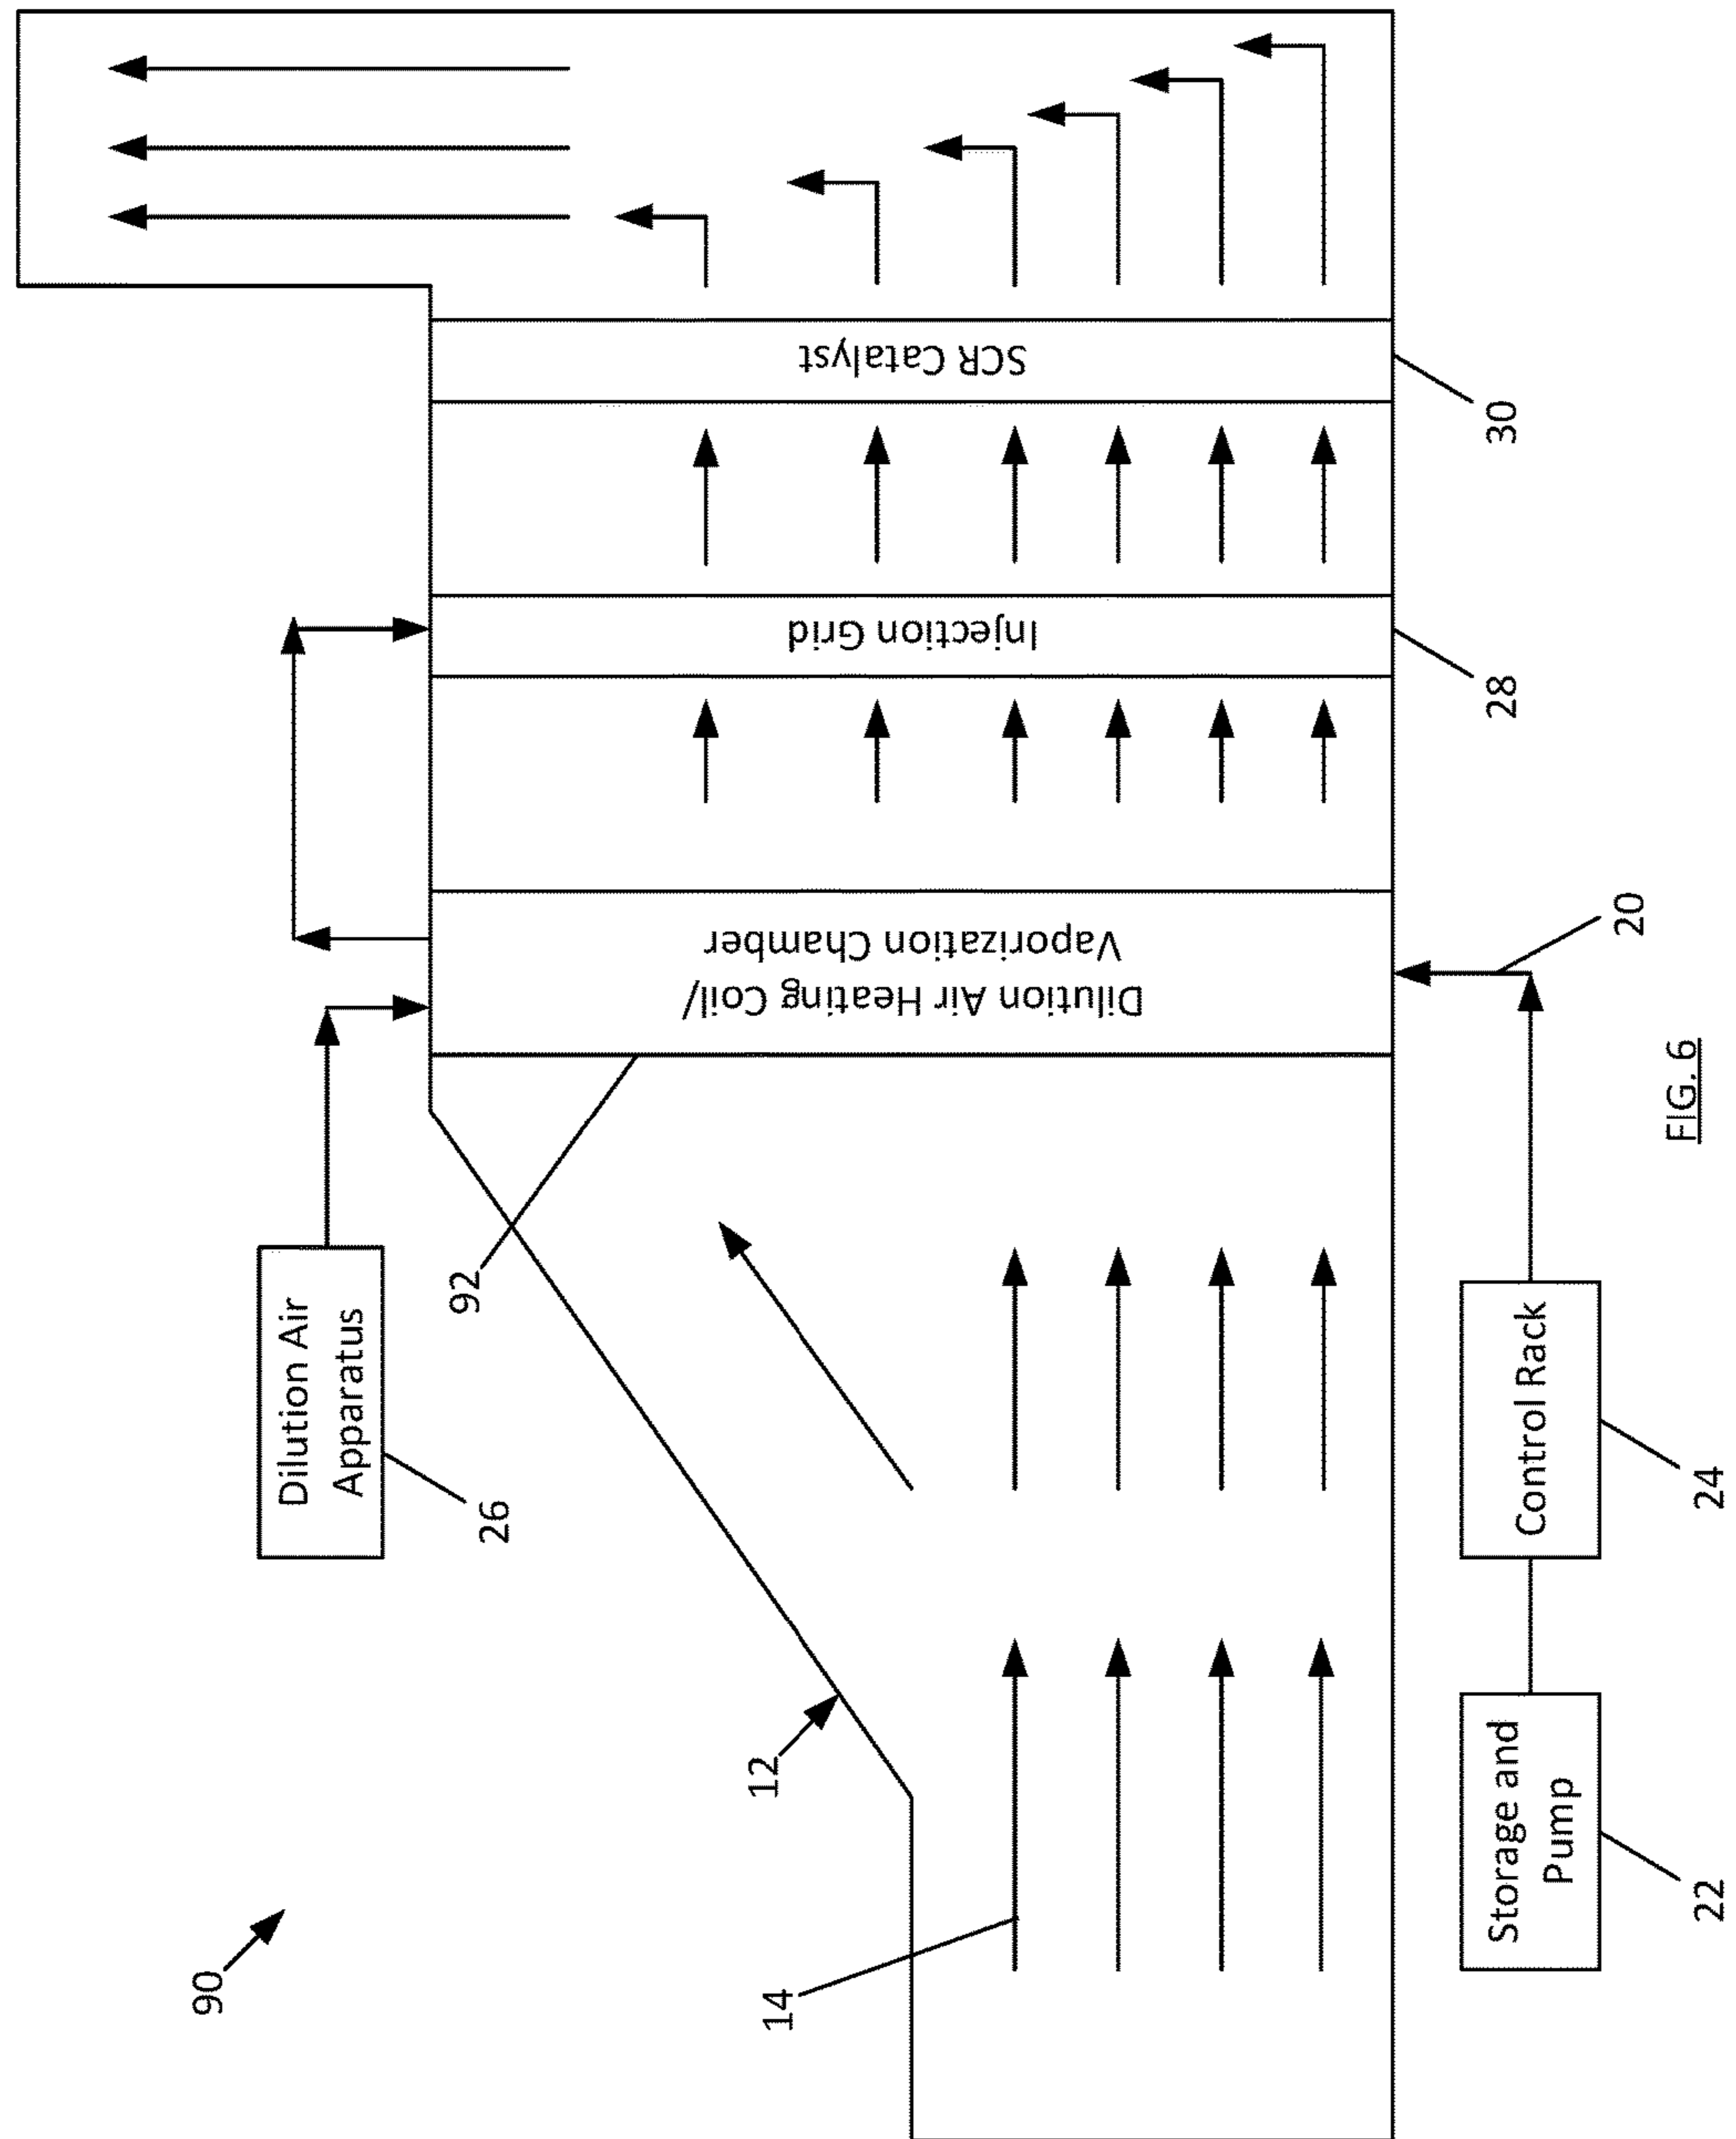 90
Dilution Air
Apparatus
26
92
12
14
Dilution Air Heating Coil/
Vaporization Chamber
Injection Grid
SCR Catalyst
20
28
30
Storage and
Pump
22
Control Rack
24
FIG. 6